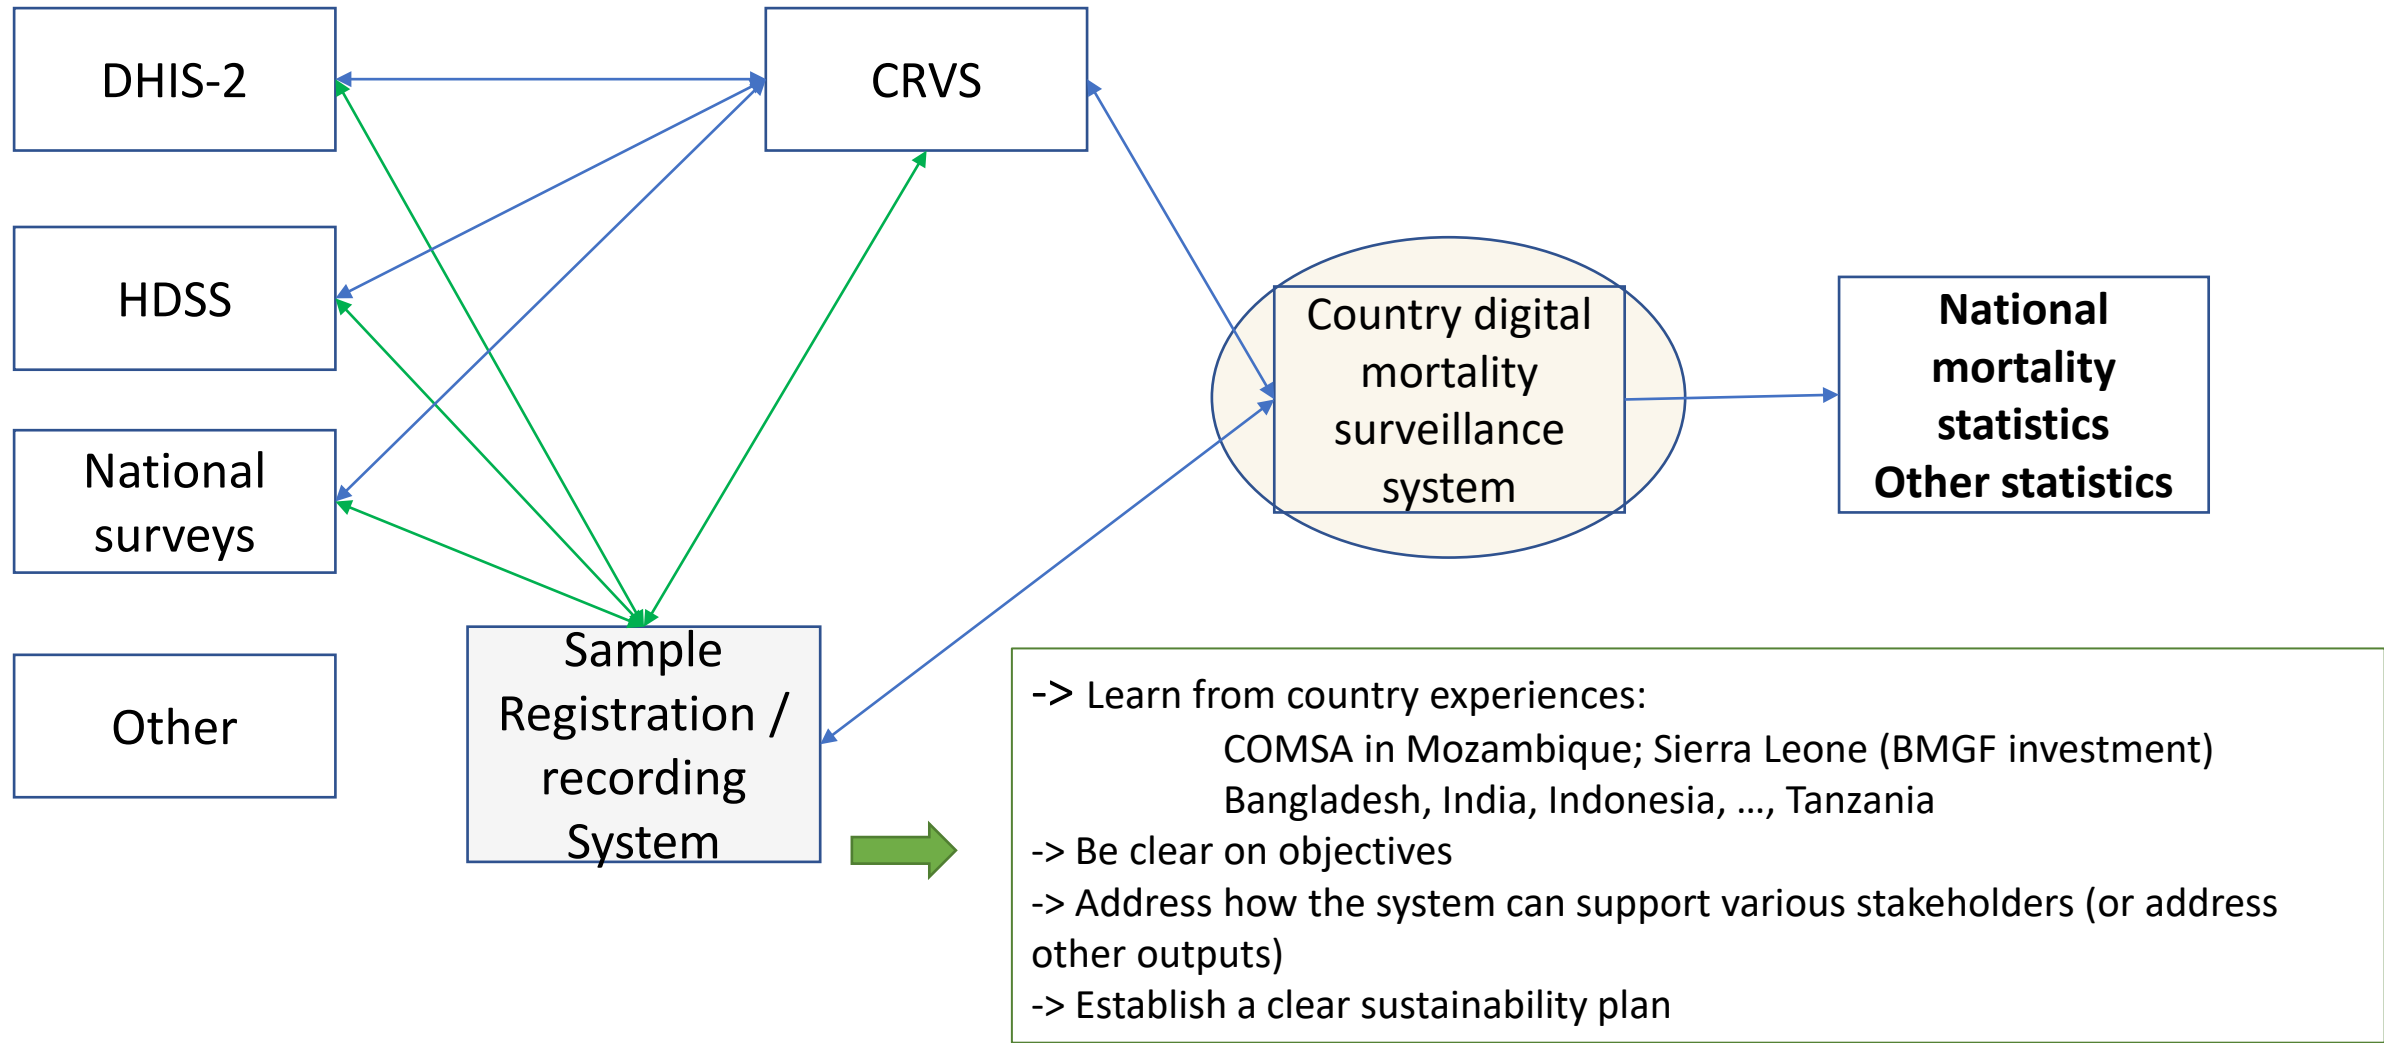 DHIS-2
CRVS
HDSS
National
surveys
Other
Sample
Registration /
recording
System
Country digital
mortality
surveillance
system
National
mortality
statistics
Other statistics
-> Learn from country experiences:
COMSA in Mozambique; Sierra Leone (BMGF investment)
Bangladesh, India, Indonesia, …, Tanzania
-> Be clear on objectives
-> Address how the system can support various stakeholders (or address
other outputs)
-> Establish a clear sustainability plan